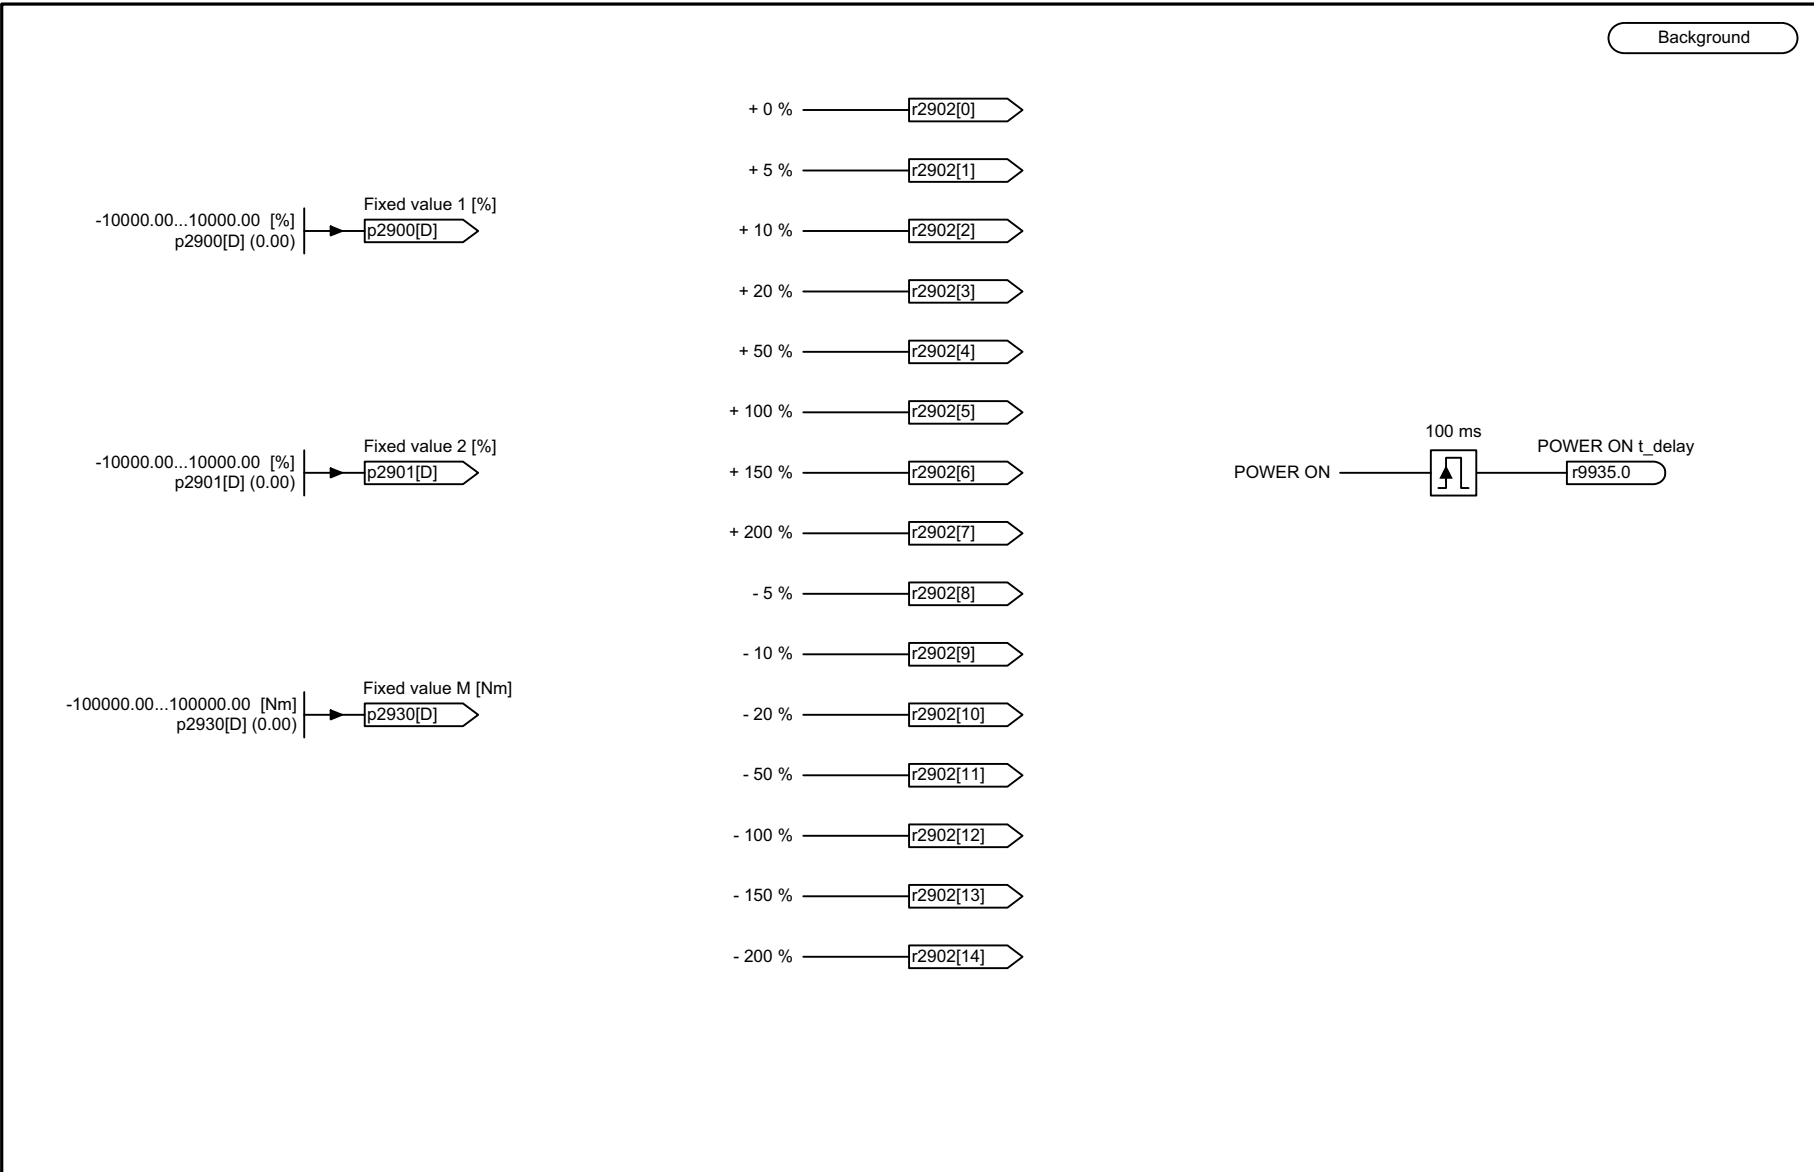 Background
Fixed value 1 [%]
-10000.00...10000.00 [%]
p2900[D] (0.00)
p2900[D]
Fixed value 2 [%]
-10000.00...10000.00 [%]
p2901[D] (0.00)
p2901[D]
Fixed value M [Nm]
-100000.00...100000.00 [Nm]
p2930[D] (0.00)
p2930[D]
+ 0 % r2902[0]
+ 5 % r2902[1]
+ 10 % r2902[2]
+ 20 % r2902[3]
+ 50 % r2902[4]
+ 100 % r2902[5]
+ 150 % r2902[6]
+ 200 % r2902[7]
- 5 % r2902[8]
- 10 % r2902[9]
- 20 % r2902[10]
- 50 % r2902[11]
- 100 % r2902[12]
- 150 % r2902[13]
- 200 % r2902[14]
100 ms
POWER ON t_delay
POWER ON
r9935.0